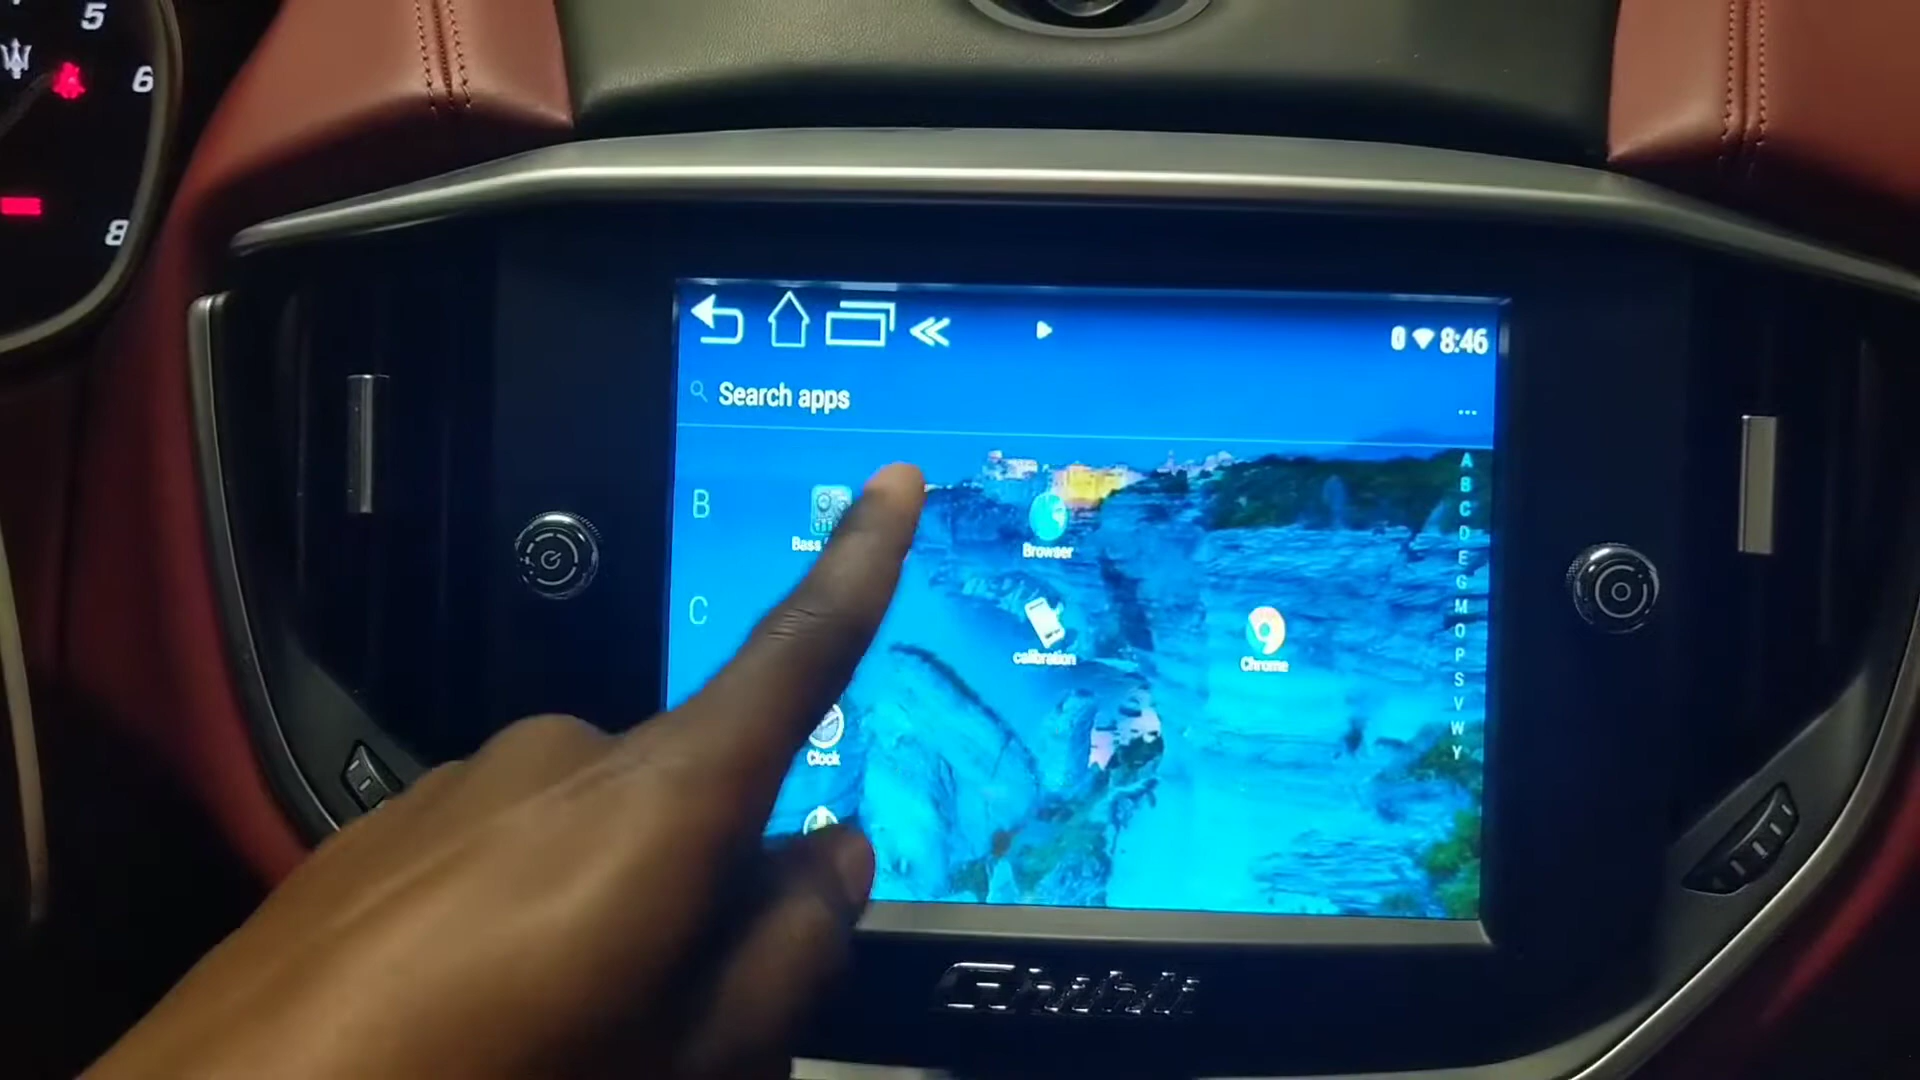 5
6
8
8:46
Search apps
...
B
Bass
Browser
C
calibration
Chrome
Clock
A
B
C
D
E
G
M
O
P
S
V
W
Y
Ghibli